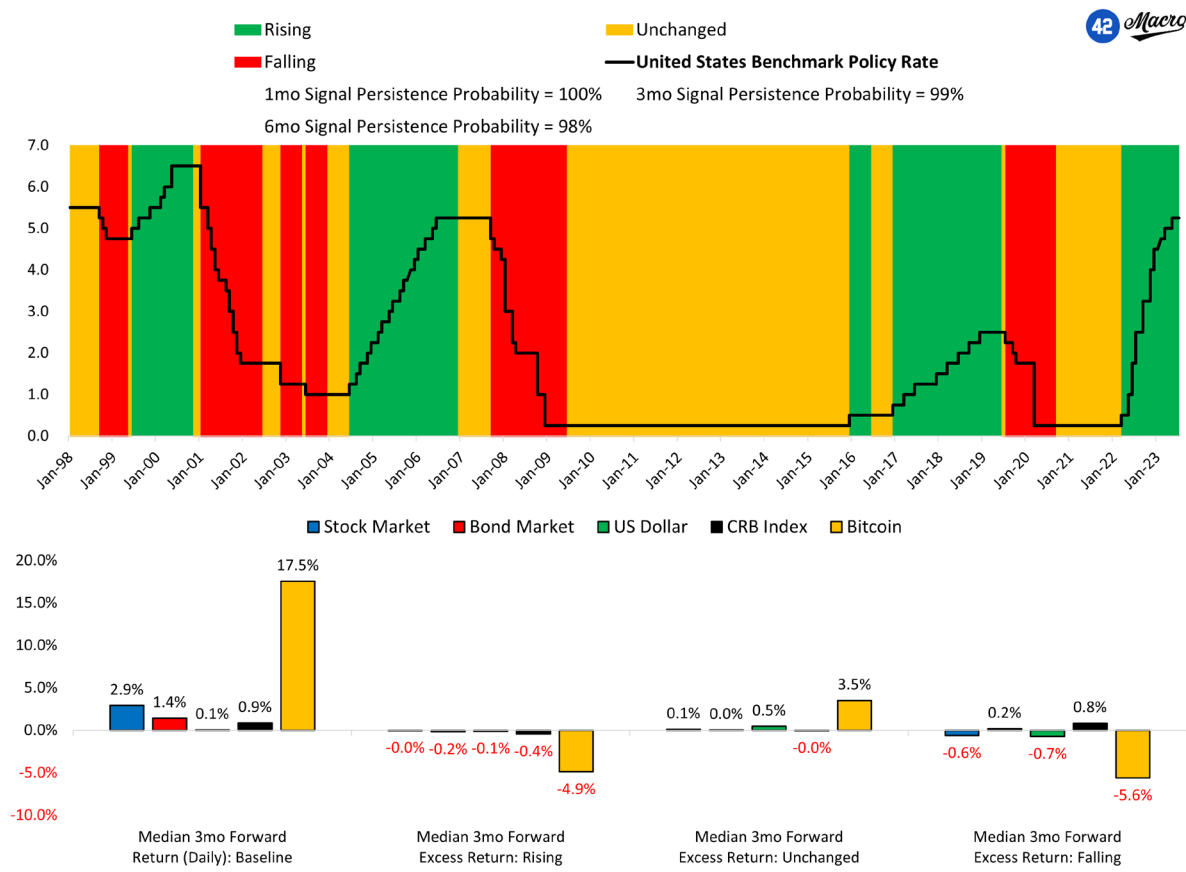 Rising
Unchanged
42 Macro
Falling
United States Benchmark Policy Rate
1mo Signal Persistence Probability = 100%
3mo Signal Persistence Probability = 99%
6mo Signal Persistence Probability = 98%
7.0
6.0
5.0
4.0
3.0
2.0
1.0
0.0
Jan-98
Jan-99
Jan-00
Jan-01
Jan-02
Jan-03
Jan-04
Jan-05
Jan-06
Jan-07
Jan-08
Jan-09
Jan-10
Jan-11
Jan-12
Jan-13
Jan-14
Jan-15
Jan-16
Jan-17
Jan-18
Jan-19
Jan-20
Jan-21
Jan-22
Jan-23
Stock Market
Bond Market
US Dollar
CRB Index
Bitcoin
20.0%
15.0%
10.0%
5.0%
0.0%
-5.0%
-10.0%
2.9%
1.4%
0.1%
0.9%
17.5%
-0.0%
-0.2%
-0.1%
-0.4%
-4.9%
0.1%
0.0%
0.5%
-0.0%
3.5%
-0.6%
0.2%
-0.7%
0.8%
-5.6%
Median 3mo Forward
Return (Daily): Baseline
Median 3mo Forward
Excess Return: Rising
Median 3mo Forward
Excess Return: Unchanged
Median 3mo Forward
Excess Return: Falling